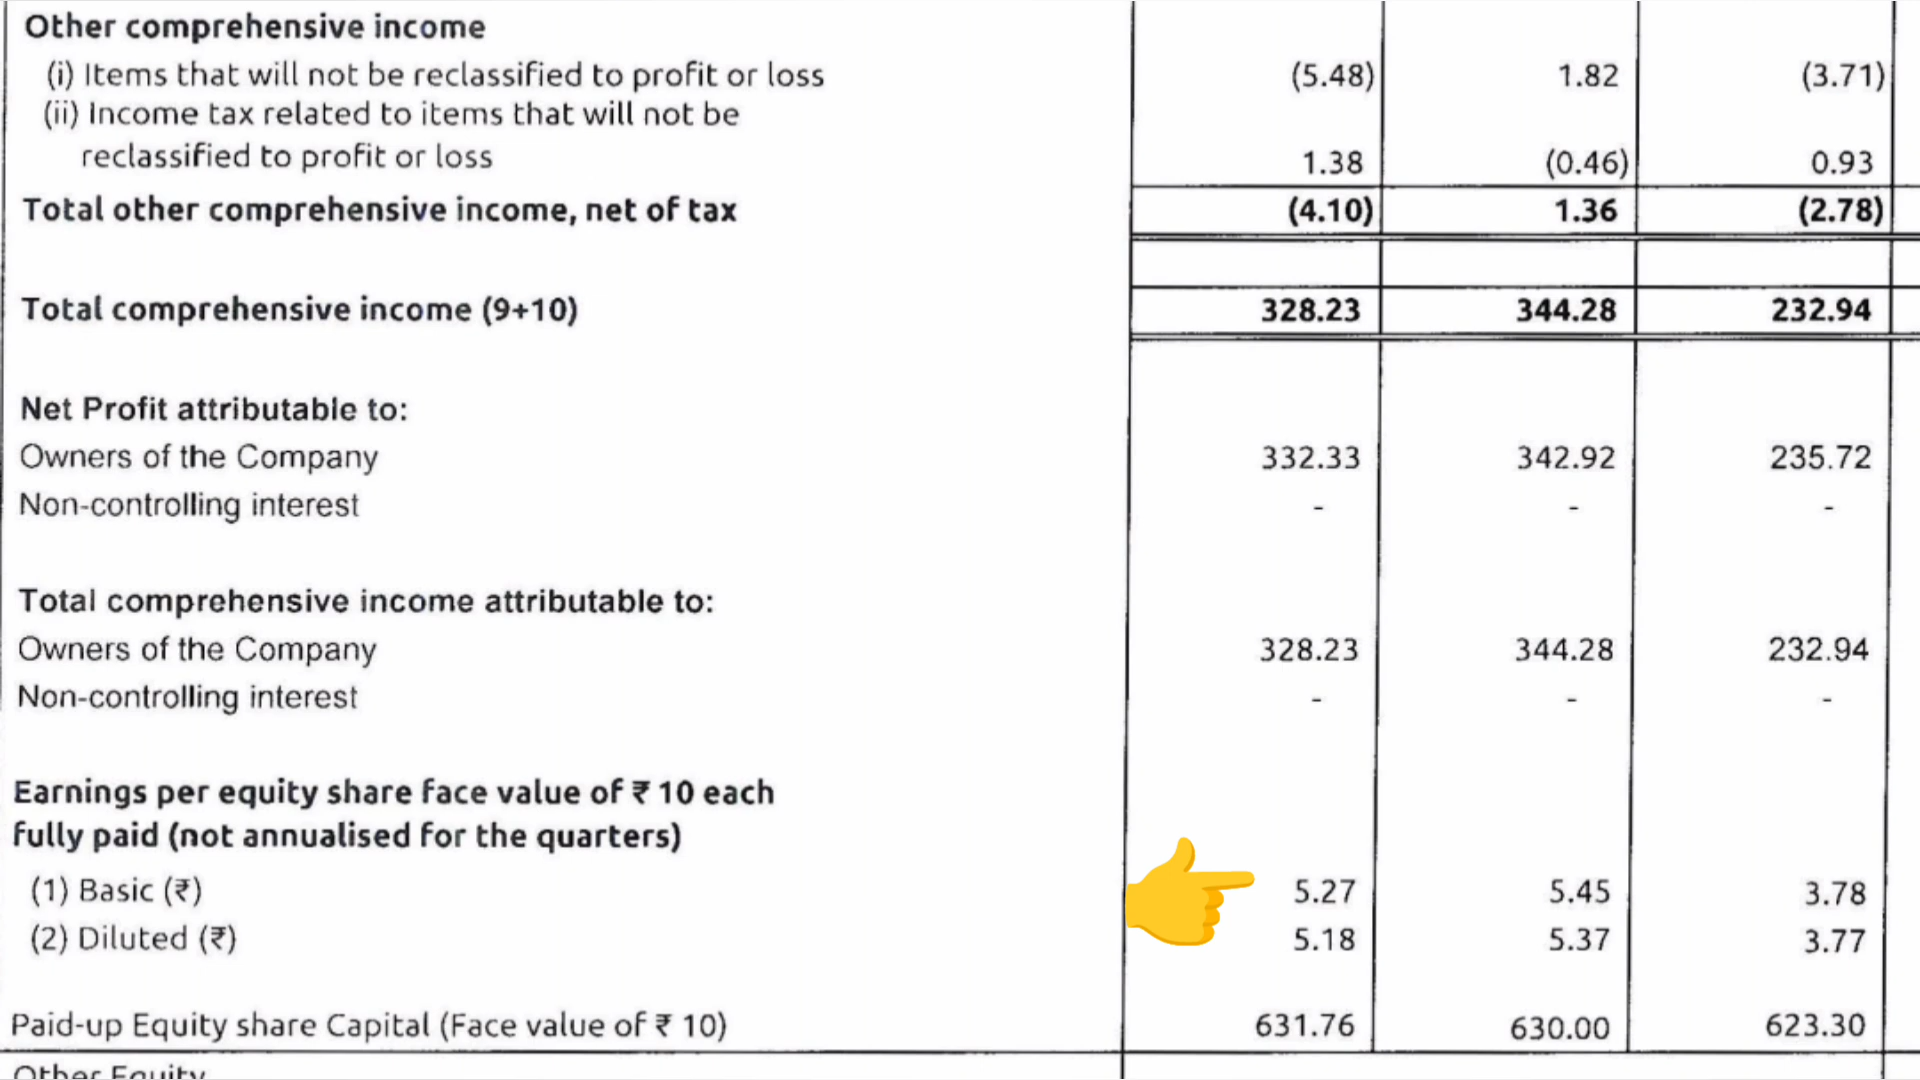 Other comprehensive income
(i) Items that will not be reclassified to profit or loss (5.48) 1.82 (3.71)
(ii) Income tax related to items that will not be
reclassified to profit or loss 1.38 (0.46) 0.93
Total other comprehensive income, net of tax (4.10) 1.36 (2.78)
Total comprehensive income (9+10) 328.23 344.28 232.94
Net Profit attributable to:
Owners of the Company 332.33 342.92 235.72
Non-controlling interest - - -
Total comprehensive income attributable to:
Owners of the Company 328.23 344.28 232.94
Non-controlling interest - - -
Earnings per equity share face value of ₹ 10 each
fully paid (not annualised for the quarters)
(1) Basic (₹) 5.27 5.45 3.78
(2) Diluted (₹) 5.18 5.37 3.77
Paid-up Equity share Capital (Face value of ₹ 10) 631.76 630.00 623.30
Other Equity